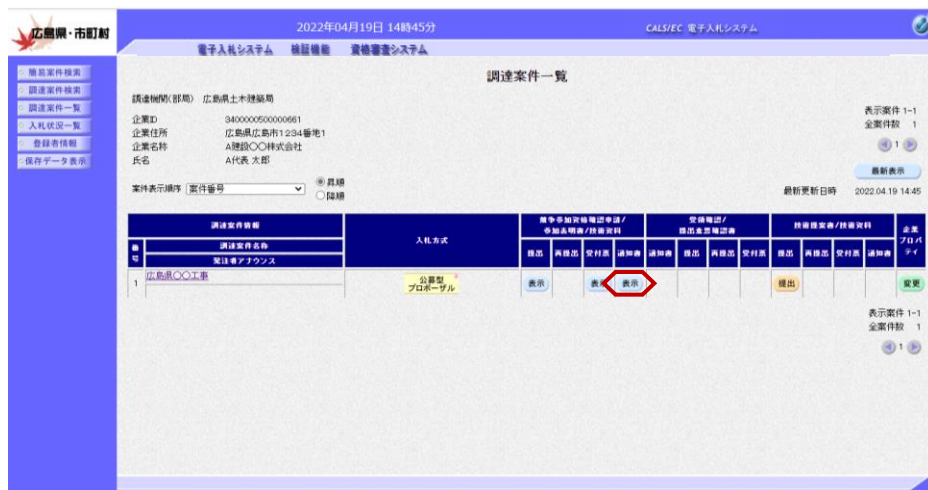 広島県・市町村
2022年04月19日 14時45分
CALS/EC 電子入札システム
電子入札システム 検証機能 資格審査システム
簡易案件検索
調達案件検索
調達案件一覧
入札状況一覧
登録者情報
保存データ表示
調達案件一覧
調達機関(部局) 広島県土木建築局
企業ID 3400000500000661
企業住所 広島県広島市1234番地1
企業名称 A建設〇〇株式会社
氏名 A代表 太郎
表示案件 1-1
全案件数 1
1
案件表示順序 案件番号
昇順
降順
最新表示
最新更新日時 2022.04.19 14:45
調達案件情報
番号
調達案件名称
発注者アナウンス
入札方式
競争参加資格確認申請/
参加表明書/技術資料
提出 再提出 受付票 通知書
受領確認/
提出意思確認書
通知書 提出 再提出 受付票
技術提案書/技術資料
提出 再提出 受付票 通知書
企業プロパティ
1 広島県〇〇工事 公募型プロポーザル 表示 表示 表示 提出 変更
表示案件 1-1
全案件数 1
1